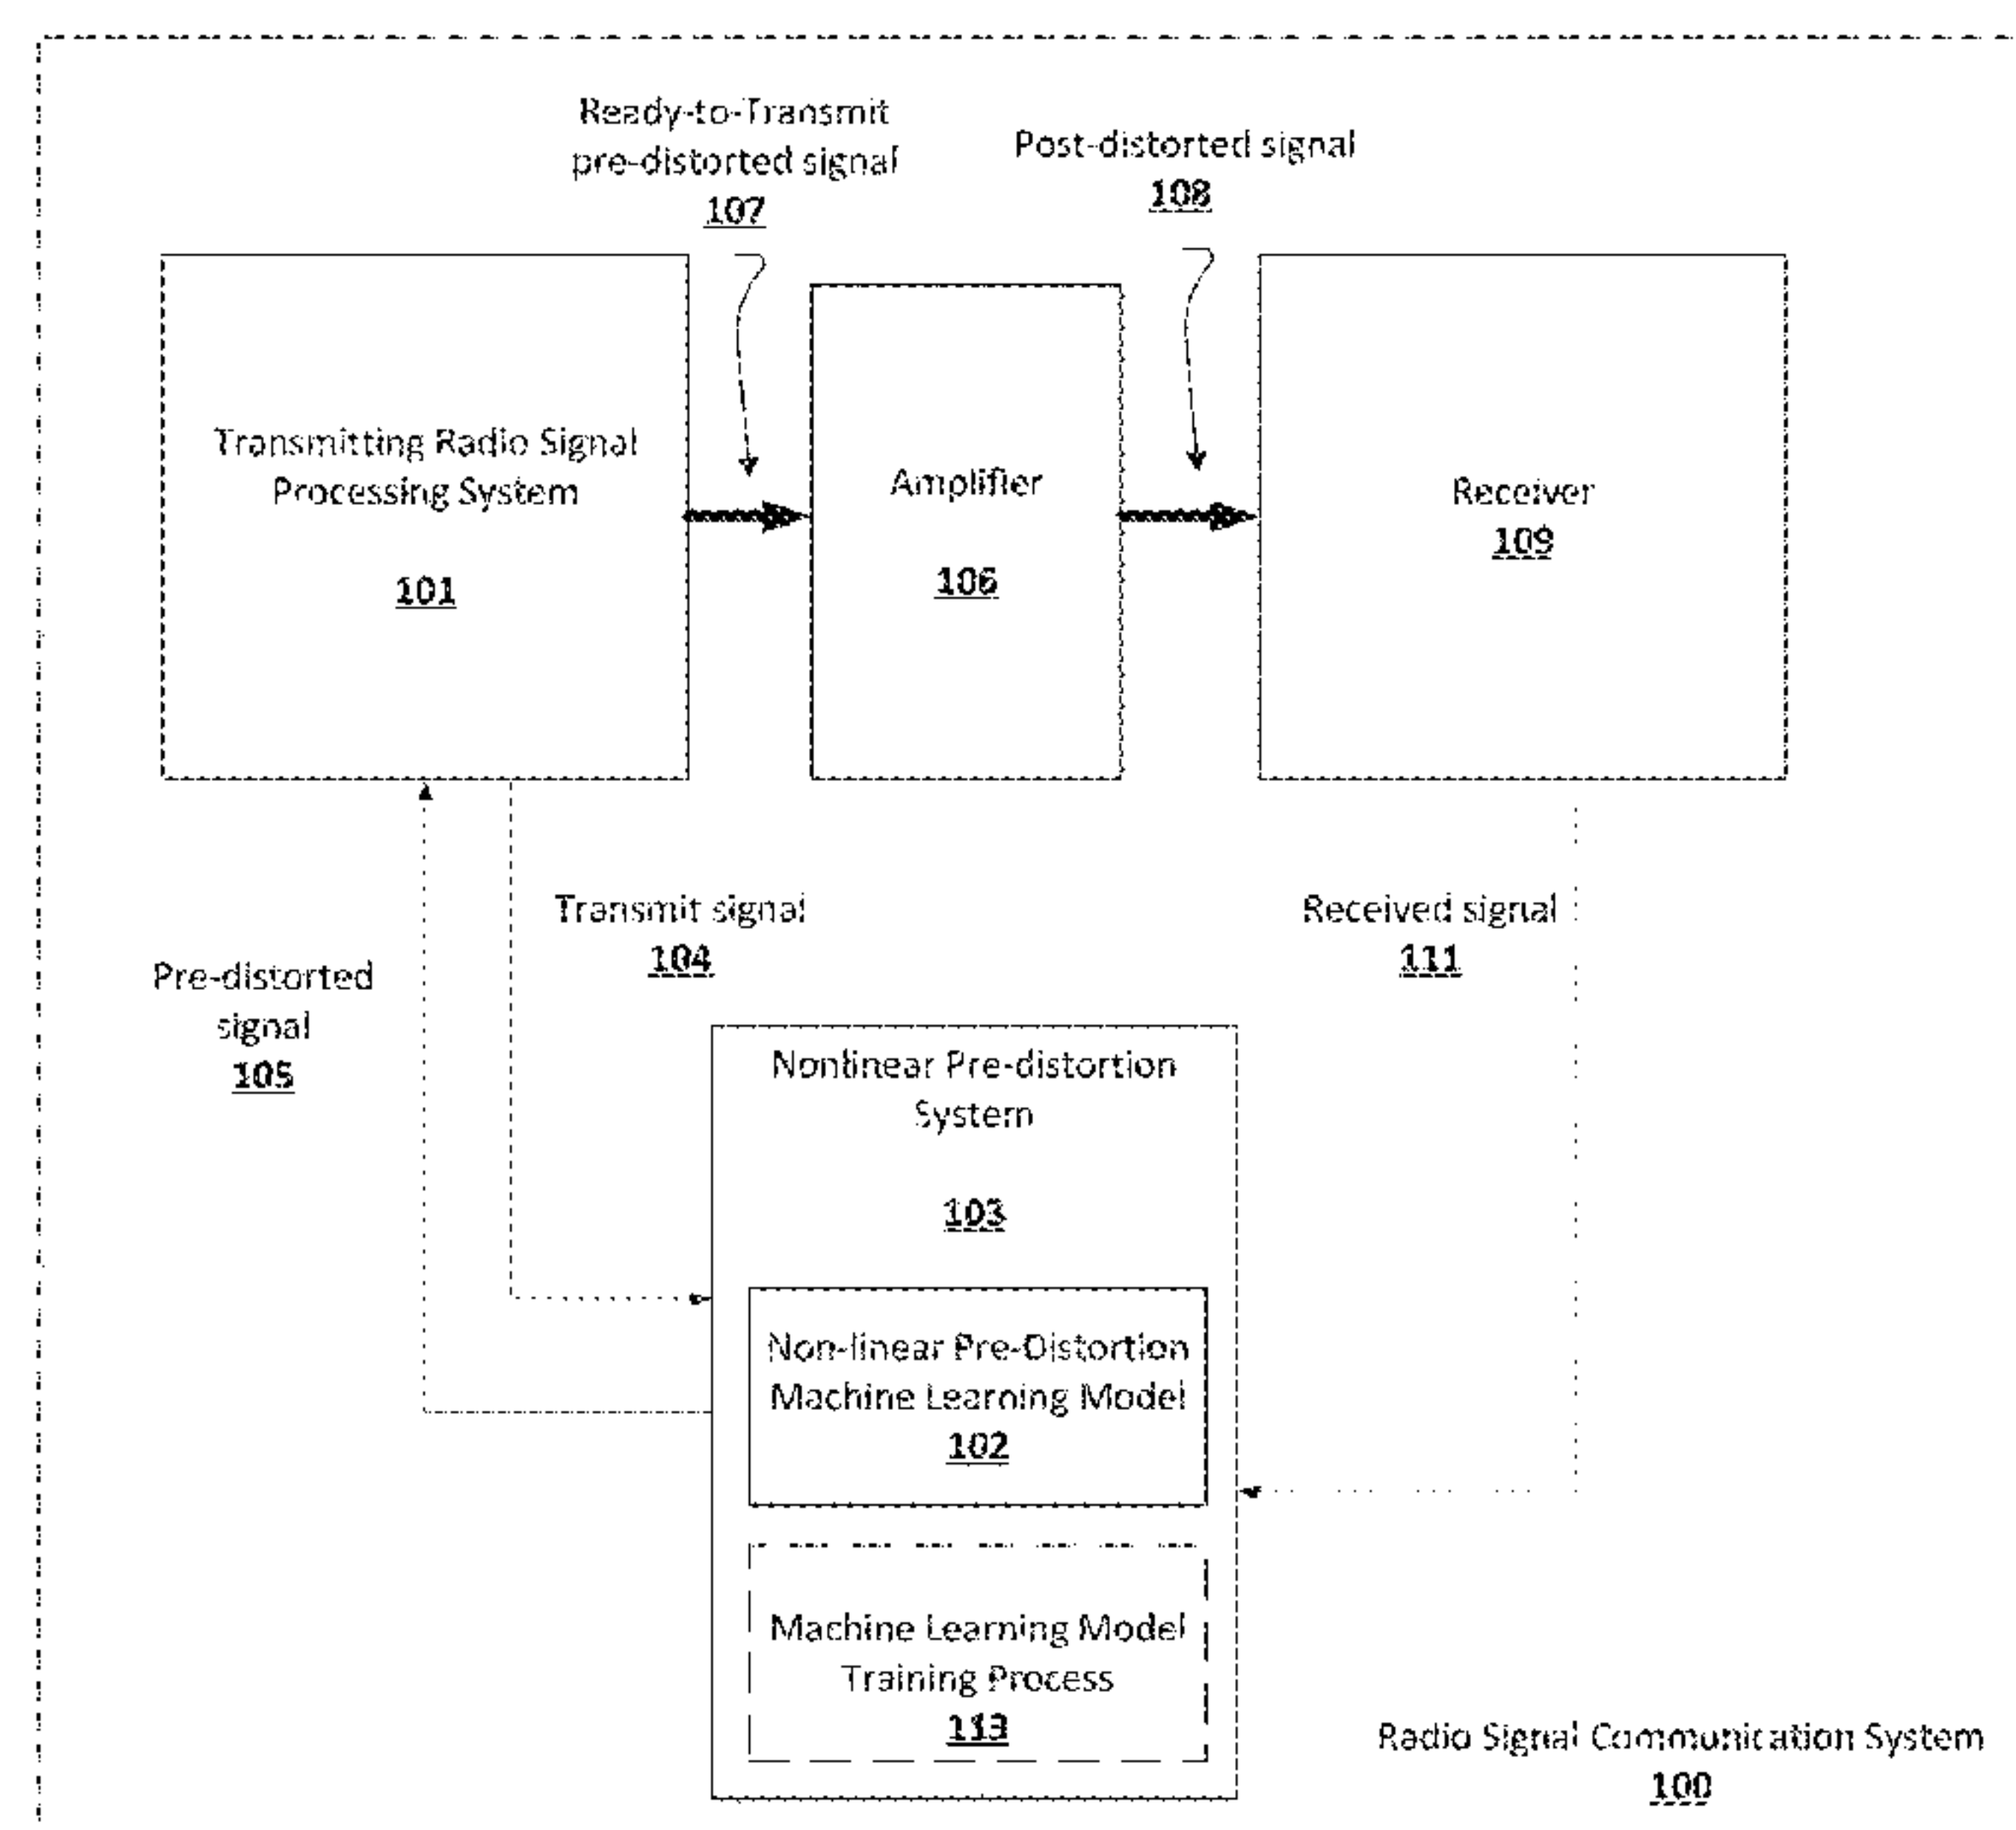 Ready-to-Transmit
pre-distorted signal
107
Post-distorted signal
108
Transmitting Radio Signal
Processing System
101
Amplifier
106
Receiver
109
Transmit signal
104
Received signal
111
Pre-distorted
signal
105
Nonlinear Pre-distortion
System
103
Non-linear Pre-Distortion
Machine Learning Model
102
Machine Learning Model
Training Process
113
Radio Signal Communication System
100